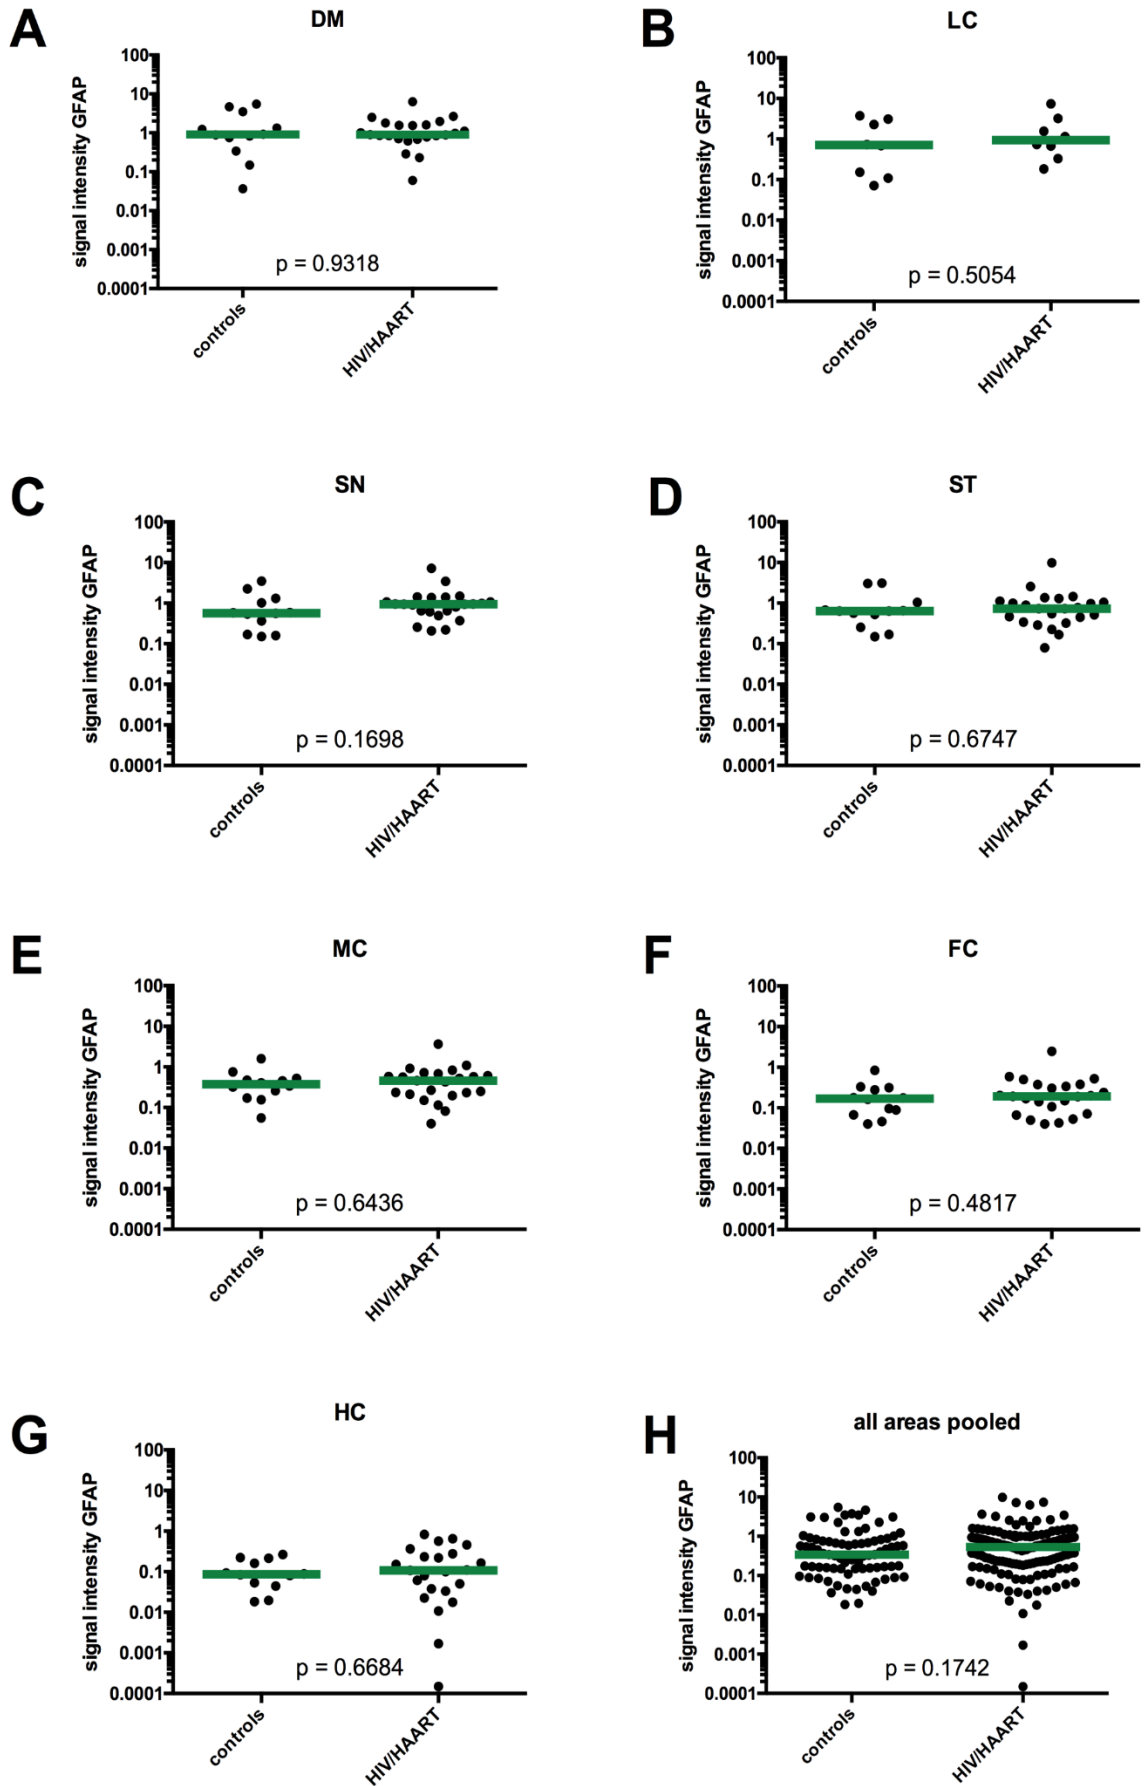 A
DM
signal intensity GFAP
100
10
1
0.1
0.01
0.001
0.0001
p = 0.9318
controls
HIV/HAART
B
LC
signal intensity GFAP
100
10
1
0.1
0.01
0.001
0.0001
p = 0.5054
controls
HIV/HAART
C
SN
signal intensity GFAP
100
10
1
0.1
0.01
0.001
0.0001
p = 0.1698
controls
HIV/HAART
D
ST
signal intensity GFAP
100
10
1
0.1
0.01
0.001
0.0001
p = 0.6747
controls
HIV/HAART
E
MC
signal intensity GFAP
100
10
1
0.1
0.01
0.001
0.0001
p = 0.6436
controls
HIV/HAART
F
FC
signal intensity GFAP
100
10
1
0.1
0.01
0.001
0.0001
p = 0.4817
controls
HIV/HAART
G
HC
signal intensity GFAP
100
10
1
0.1
0.01
0.001
0.0001
p = 0.6684
controls
HIV/HAART
H
all areas pooled
signal intensity GFAP
100
10
1
0.1
0.01
0.001
0.0001
p = 0.1742
controls
HIV/HAART